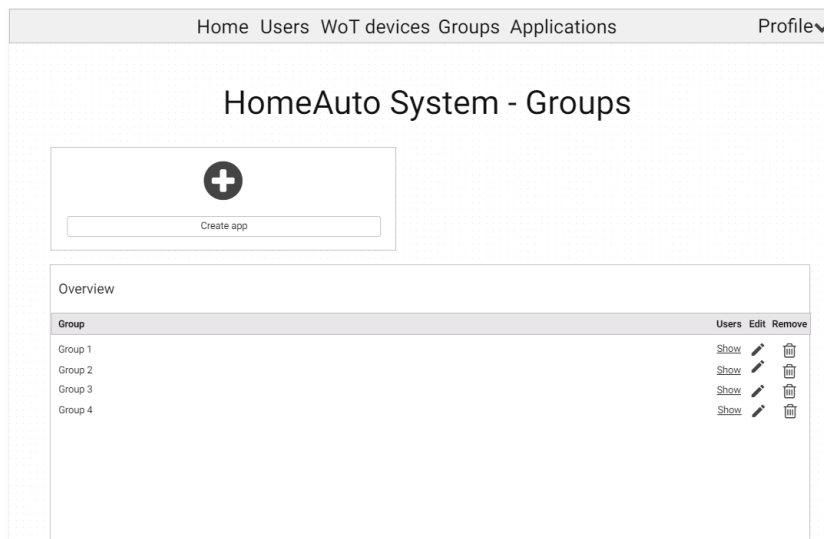 Home Users WoT devices Groups Applications Profile
HomeAuto System - Groups
Create app
Overview
Group Users Edit Remove
Group 1 Show
Group 2 Show
Group 3 Show
Group 4 Show